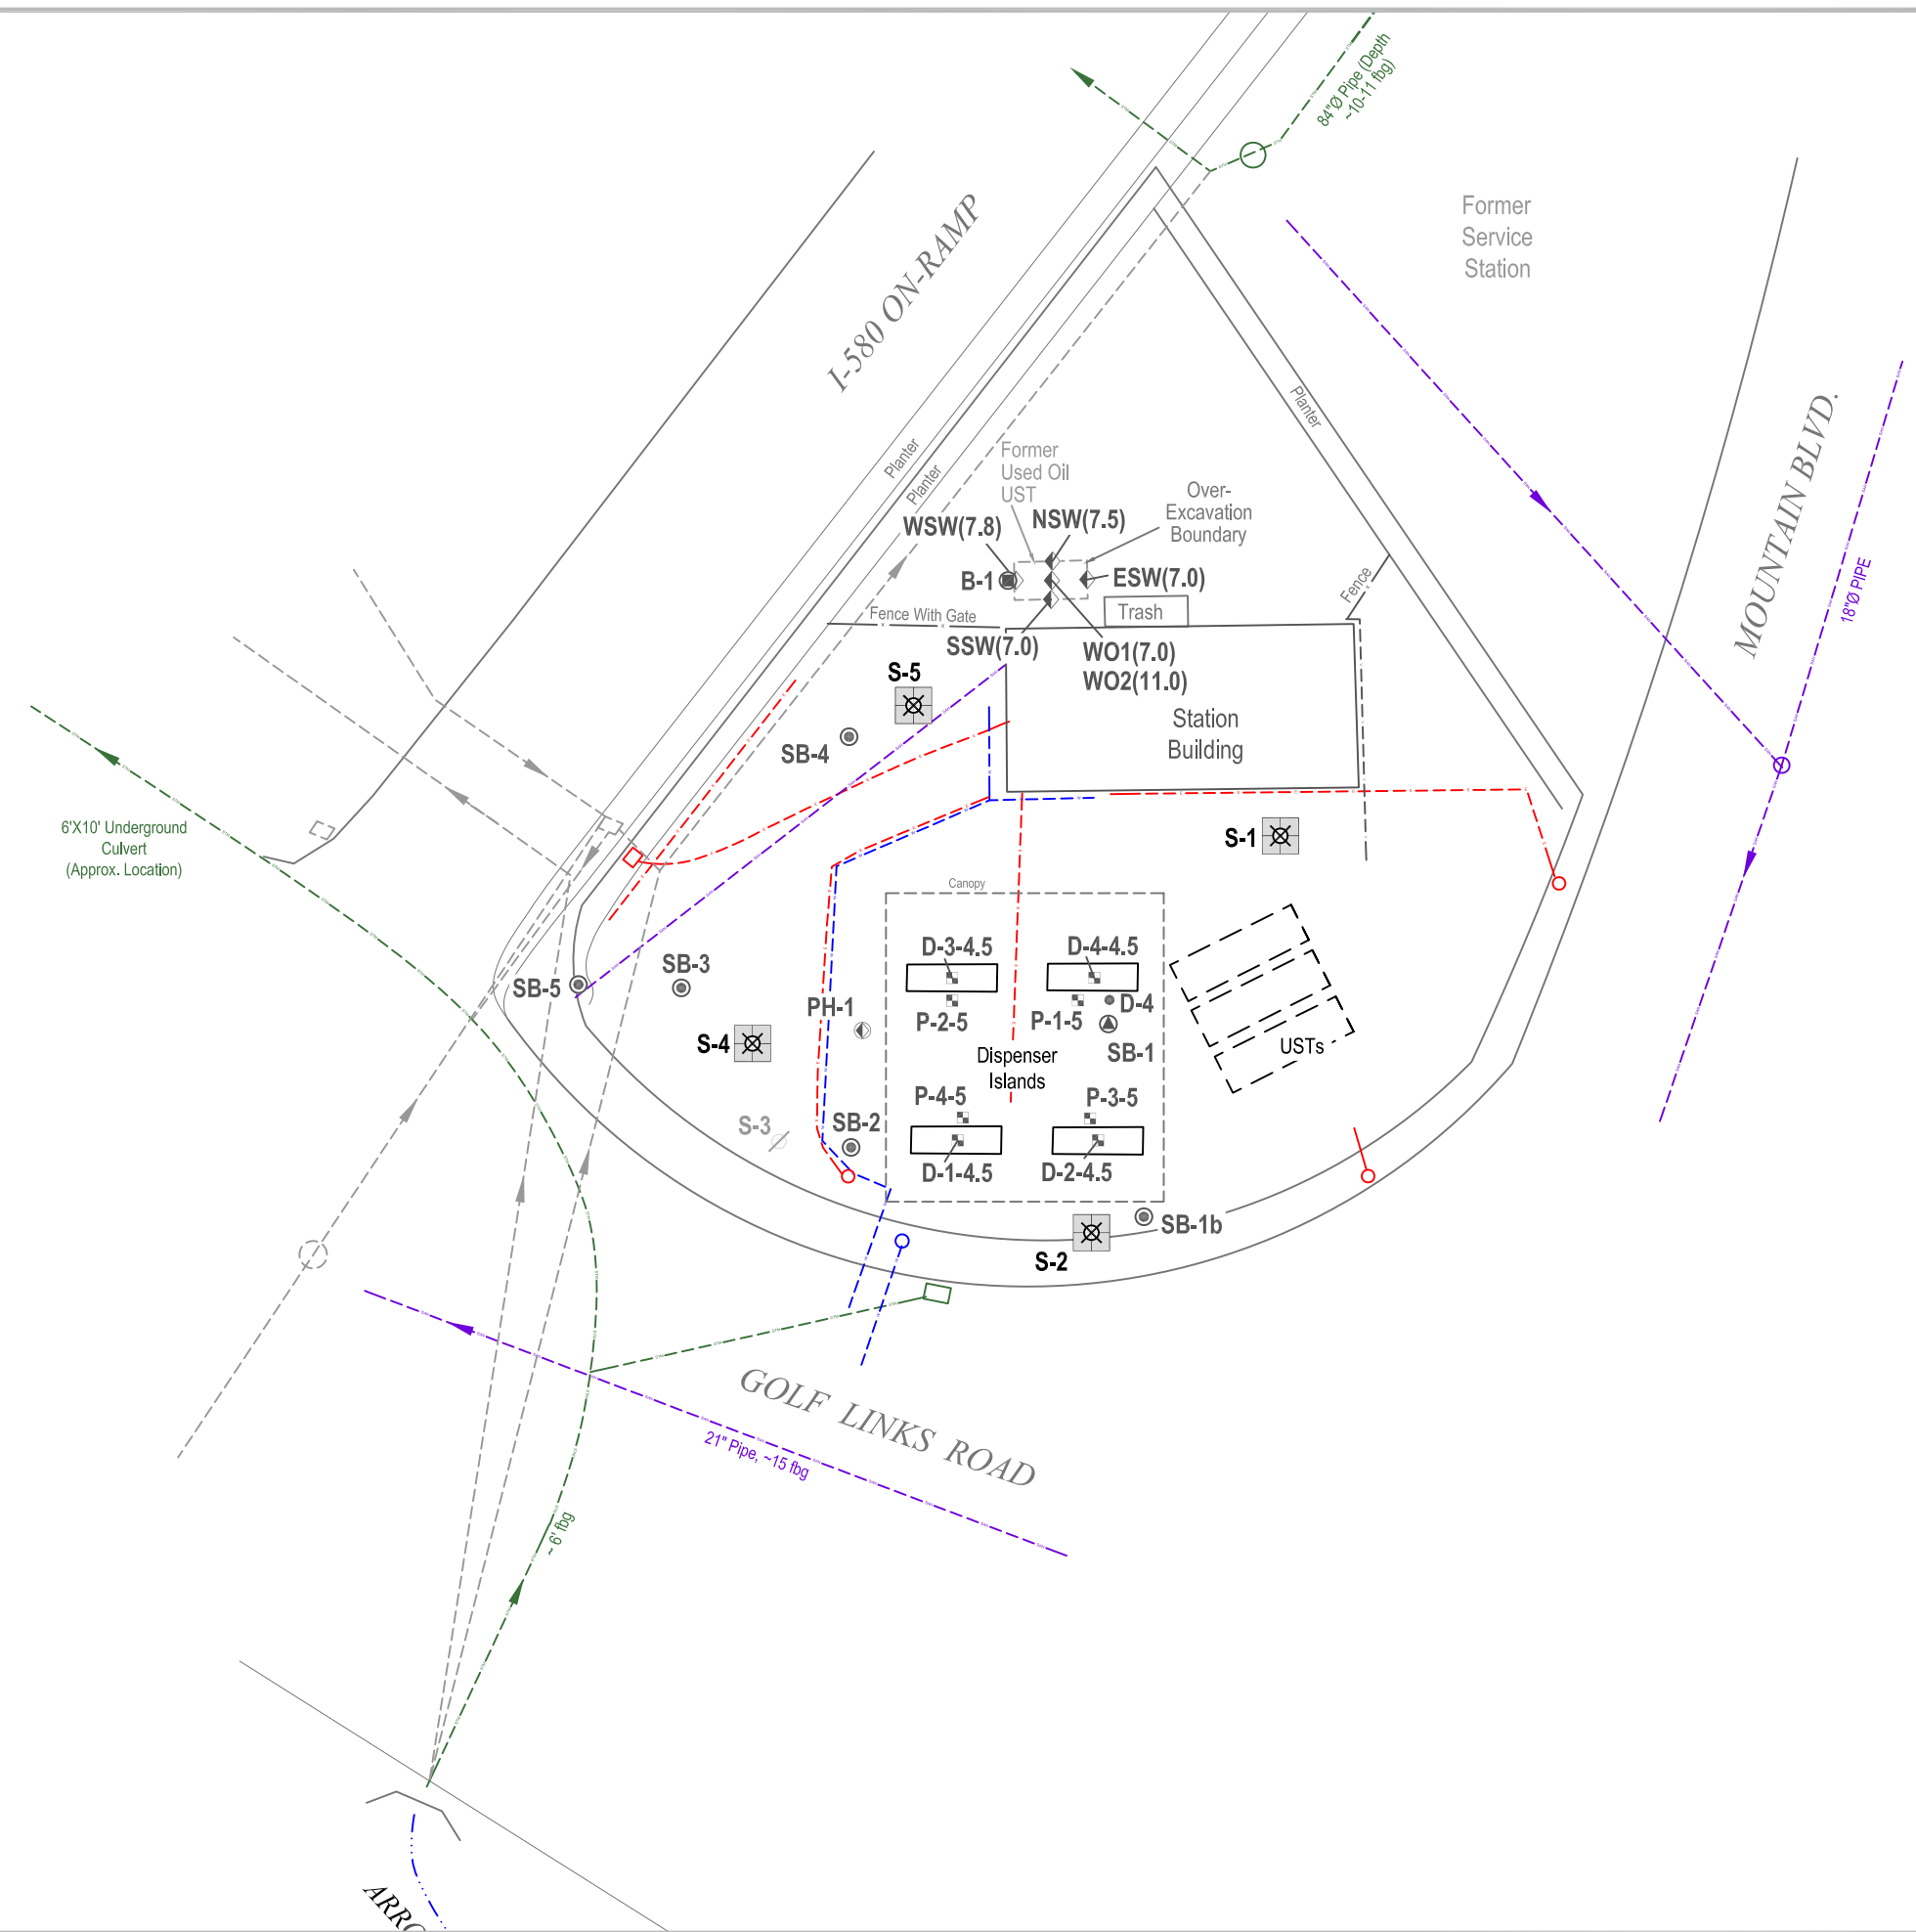 84"Ø Pipe (Depth
~10-11 fbg)
Former
Service
Station
I-580 ON-RAMP
Planter
MOUNTAIN BLVD.
18"Ø PIPE
Planter
Planter
Former
Used Oil
UST
Over-
Excavation
Boundary
WSW(7.8)
NSW(7.5)
B-1
ESW(7.0)
Fence
Trash
Fence With Gate
SSW(7.0)
WO1(7.0)
WO2(11.0)
S-5
Station
Building
SB-4
6'X10' Underground
Culvert
(Approx. Location)
S-1
Canopy
D-3-4.5
D-4-4.5
SB-3
SB-5
PH-1
D-4
P-2-5
P-1-5
S-4
SB-1
USTs
Dispenser
Islands
P-4-5
P-3-5
S-3
SB-2
D-1-4.5
D-2-4.5
SB-1b
S-2
GOLF LINKS ROAD
21" Pipe, ~15 fbg
~ 6' fbg